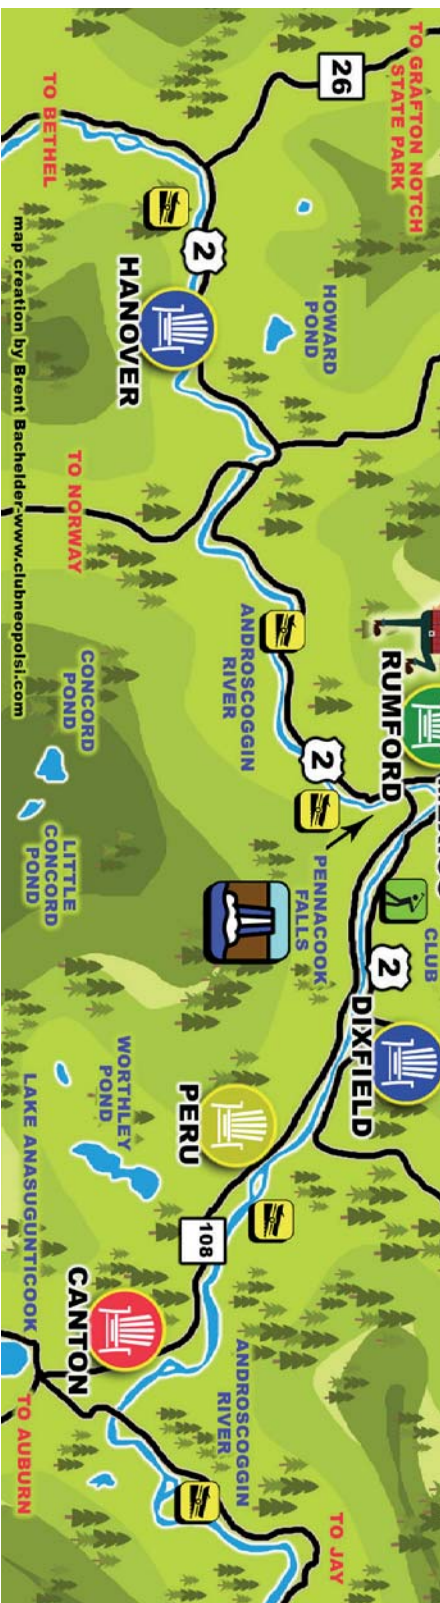 TO GRAFTON NOTCH
STATE PARK
26
HOWARD
POND
RUMFORD
CLUB
2
DIXFIELD
2
PENNACOOK
FALLS
ANDROSCOGGIN
RIVER
2
HANOVER
TO BETHEL
TO NORWAY
CONCORD
POND
LITTLE
CONCORD
POND
PERU
WORTHLEY
POND
108
ANDROSCOGGIN
RIVER
TO JAY
CANTON
LAKE ANASUGUNTICOOK
TO AUBURN
map creation by Brent Bachelder-www.clubneopolsi.com